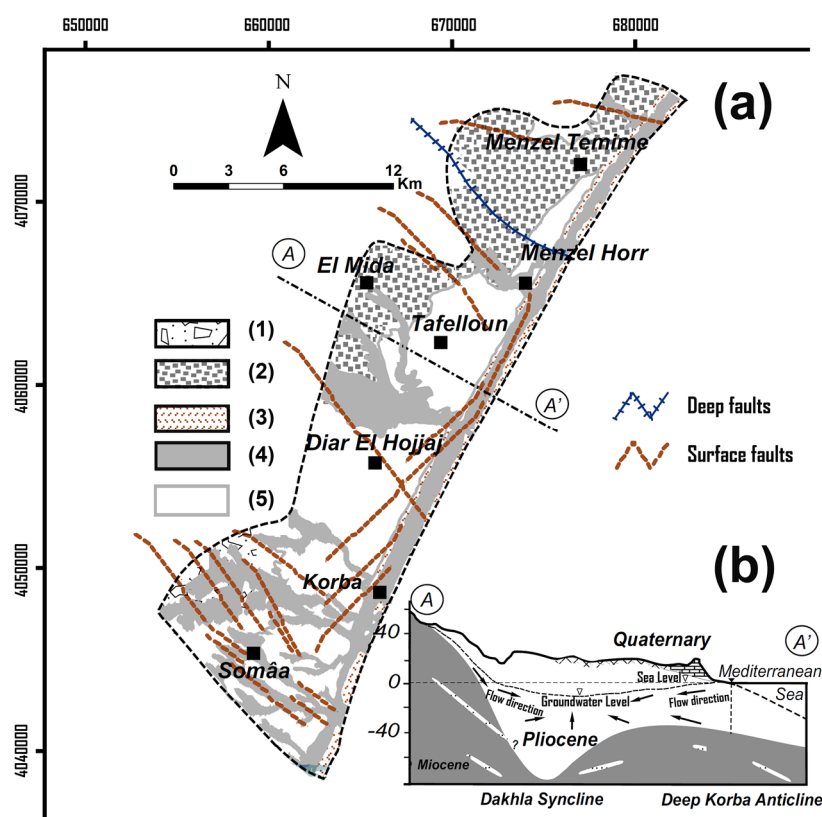 650000 660000 670000 680000
4070000
4060000
4050000
4040000
N
0 3 6 12
Km
(a)
Menzel Temime
Menzel Horr
A
El Mida
Tafelloun
A'
Diar El Hojjaj
Korba
Somâa
(1)
(2)
(3)
(4)
(5)
Deep faults
Surface faults
(b)
A
A'
40
0
-40
Quaternary
Sea Level
Mediterranean
Sea
Flow direction
Groundwater Level
Flow direction
Pliocene
?
Miocene
Dakhla Syncline
Deep Korba Anticline